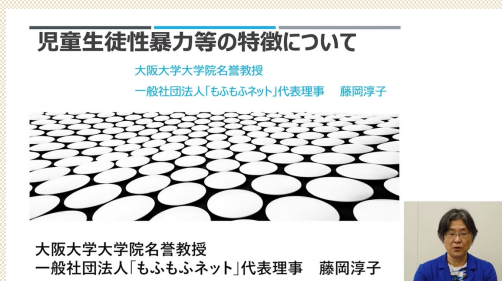 児童生徒性暴力等の特徴について
大阪大学大学院名誉教授
一般社団法人「もふもふネット」代表理事　藤岡淳子
大阪大学大学院名誉教授
一般社団法人「もふもふネット」代表理事　藤岡淳子